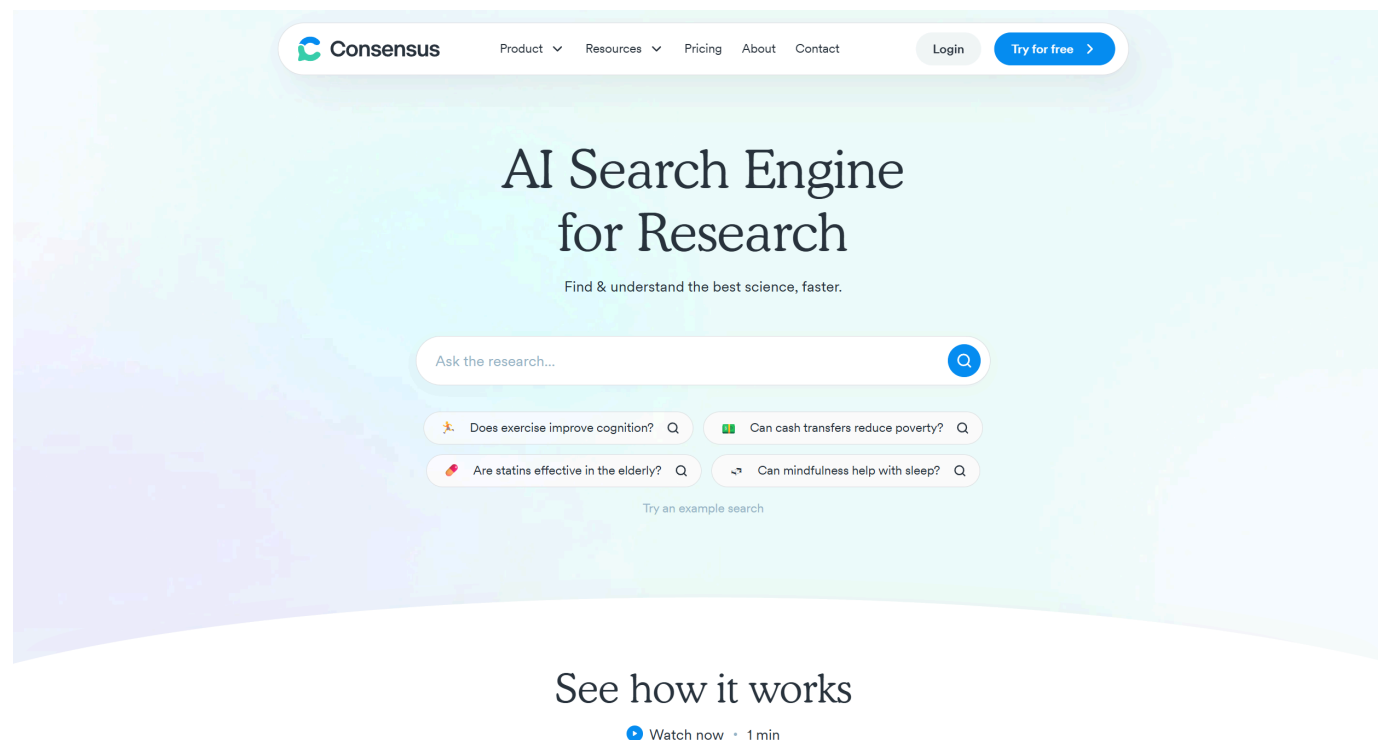 Consensus
Product Resources Pricing About Contact
Login
Try for free
AI Search Engine
for Research
Find & understand the best science, faster.
Ask the research...
Does exercise improve cognition?
Can cash transfers reduce poverty?
Are statins effective in the elderly?
Can mindfulness help with sleep?
Try an example search
See how it works
Watch now • 1 min